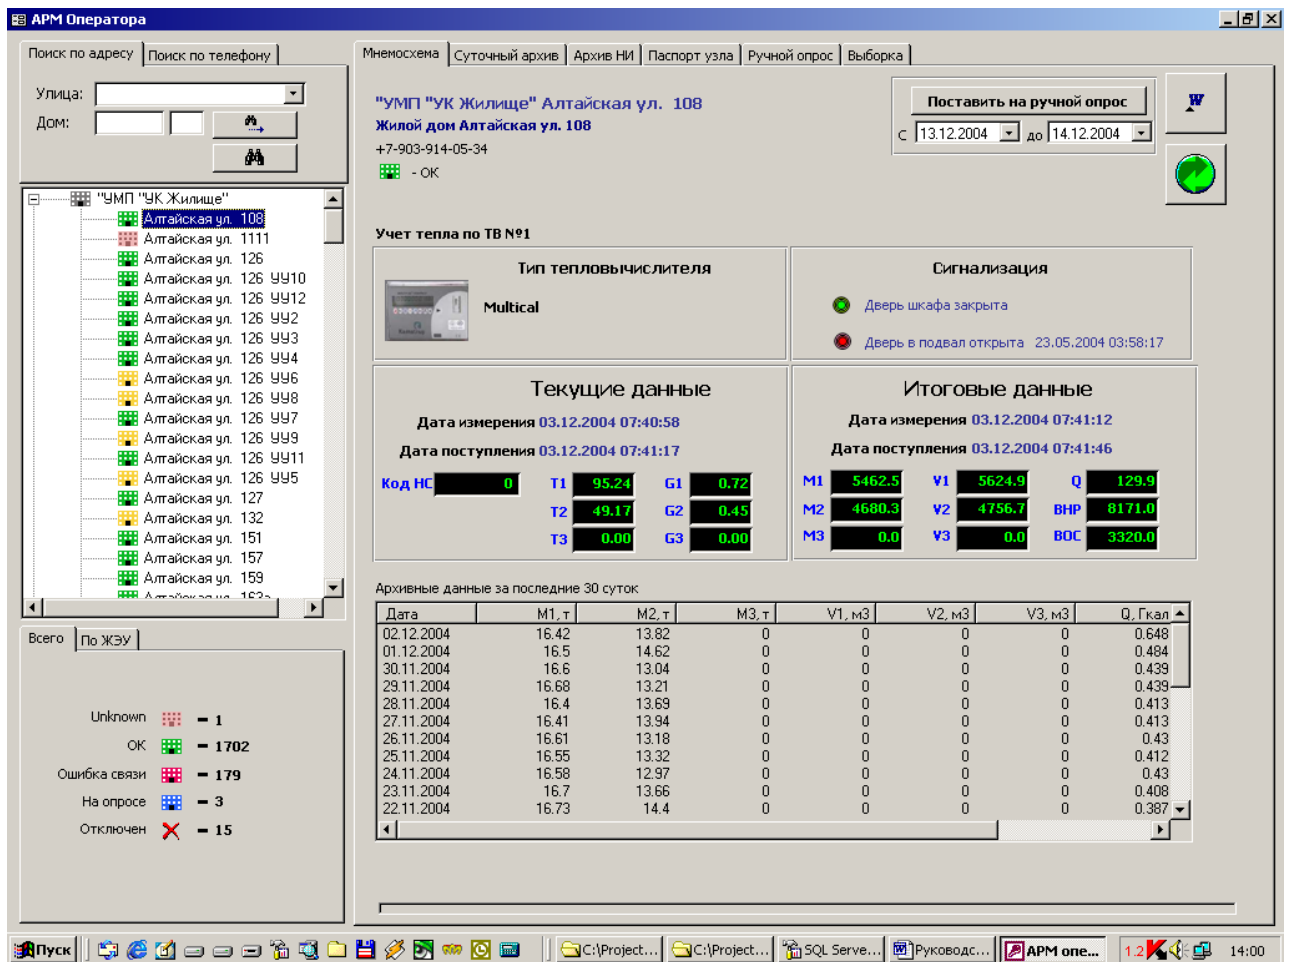 АРМ Оператора
Поиск по адресу
Поиск по телефону
Улица:
Дом:
"УМП "УК Жилище"
Алтайская ул. 108
Алтайская ул. 1111
Алтайская ул. 126
Алтайская ул. 126 УУ10
Алтайская ул. 126 УУ12
Алтайская ул. 126 УУ2
Алтайская ул. 126 УУ3
Алтайская ул. 126 УУ4
Алтайская ул. 126 УУ6
Алтайская ул. 126 УУ8
Алтайская ул. 126 УУ7
Алтайская ул. 126 УУ9
Алтайская ул. 126 УУ11
Алтайская ул. 126 УУ5
Алтайская ул. 127
Алтайская ул. 132
Алтайская ул. 151
Алтайская ул. 157
Алтайская ул. 159
Всего
По ЖЭУ
Unknown - 1
OK - 1702
Ошибка связи - 179
На опросе - 3
Отключен - 15
Мнемосхема Суточный архив Архив НИ Паспорт узла Ручной опрос Выборка
"УМП "УК Жилище" Алтайская ул. 108
Жилой дом Алтайская ул. 108
+7-903-914-05-34
- OK
Поставить на ручной опрос
С 13.12.2004 до 14.12.2004
W
Учет тепла по ТВ №1
Тип тепловычислителя
Multical
Сигнализация
Дверь шкафа закрыта
Дверь в подвал открыта 23.05.2004 03:58:17
Текущие данные
Дата измерения 03.12.2004 07:40:58
Дата поступления 03.12.2004 07:41:17
Код НС 0 T1 95.24 G1 0.72
T2 49.17 G2 0.45
T3 0.00 G3 0.00
Итоговые данные
Дата измерения 03.12.2004 07:41:12
Дата поступления 03.12.2004 07:41:46
M1 5462.5 V1 5624.9 Q 129.9
M2 4680.3 V2 4756.7 ВНР 8171.0
M3 0.0 V3 0.0 ВОС 3320.0
Архивные данные за последние 30 суток
Дата M1, т M2, т M3, т V1, м3 V2, м3 V3, м3 Q, Гкал
02.12.2004 16.42 13.82 0 0 0 0 0.648
01.12.2004 16.5 14.62 0 0 0 0 0.484
30.11.2004 16.6 13.04 0 0 0 0 0.439
29.11.2004 16.68 13.21 0 0 0 0 0.439
28.11.2004 16.4 13.69 0 0 0 0 0.413
27.11.2004 16.41 13.94 0 0 0 0 0.413
26.11.2004 16.61 13.18 0 0 0 0 0.43
25.11.2004 16.55 13.32 0 0 0 0 0.412
24.11.2004 16.58 12.97 0 0 0 0 0.43
23.11.2004 16.7 13.66 0 0 0 0 0.408
22.11.2004 16.73 14.4 0 0 0 0 0.387
Пуск C:\Project... C:\Project... SQL Serve... Руководс... АРМ опе... 1.2 14:00